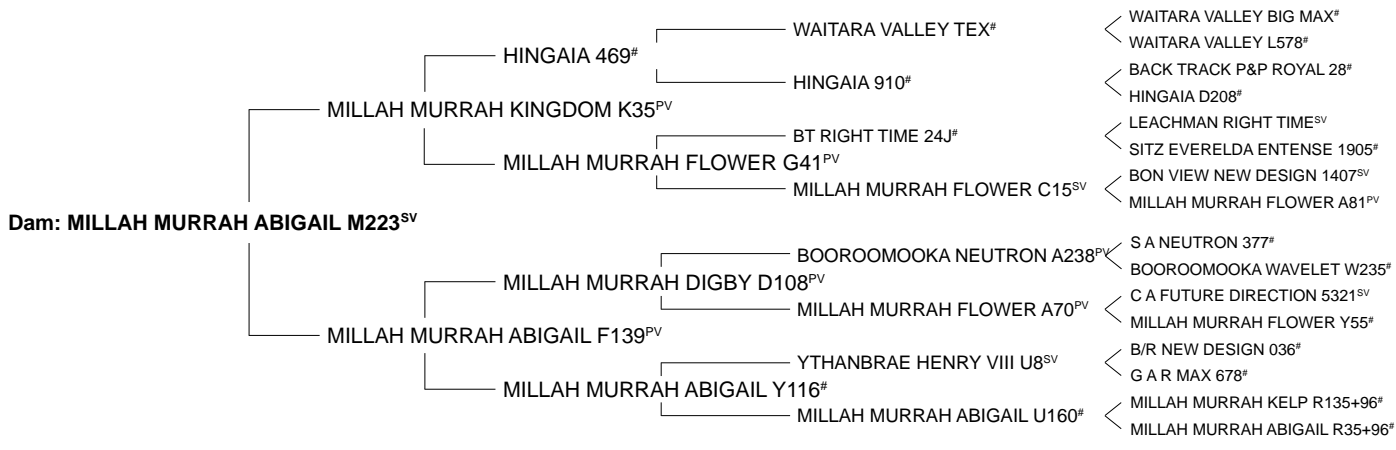 WAITARA VALLEY BIG MAX#
WAITARA VALLEY TEX#
WAITARA VALLEY L578#
HINGAIA 469#
BACK TRACK P&P ROYAL 28#
HINGAIA 910#
HINGAIA D208#
MILLAH MURRAH KINGDOM K35PV
LEACHMAN RIGHT TIMESV
BT RIGHT TIME 24J#
SITZ EVERELDA ENTENSE 1905#
MILLAH MURRAH FLOWER G41PV
BON VIEW NEW DESIGN 1407SV
MILLAH MURRAH FLOWER C15SV
MILLAH MURRAH FLOWER A81PV
Dam: MILLAH MURRAH ABIGAIL M223SV
S A NEUTRON 377#
BOOROOMOOKA NEUTRON A238PV
BOOROOMOOKA WAVELET W235#
MILLAH MURRAH DIGBY D108PV
C A FUTURE DIRECTION 5321SV
MILLAH MURRAH FLOWER A70PV
MILLAH MURRAH FLOWER Y55#
MILLAH MURRAH ABIGAIL F139PV
B/R NEW DESIGN 036#
YTHANBRAE HENRY VIII U8SV
G A R MAX 678#
MILLAH MURRAH ABIGAIL Y116#
MILLAH MURRAH KELP R135+96#
MILLAH MURRAH ABIGAIL U160#
MILLAH MURRAH ABIGAIL R35+96#